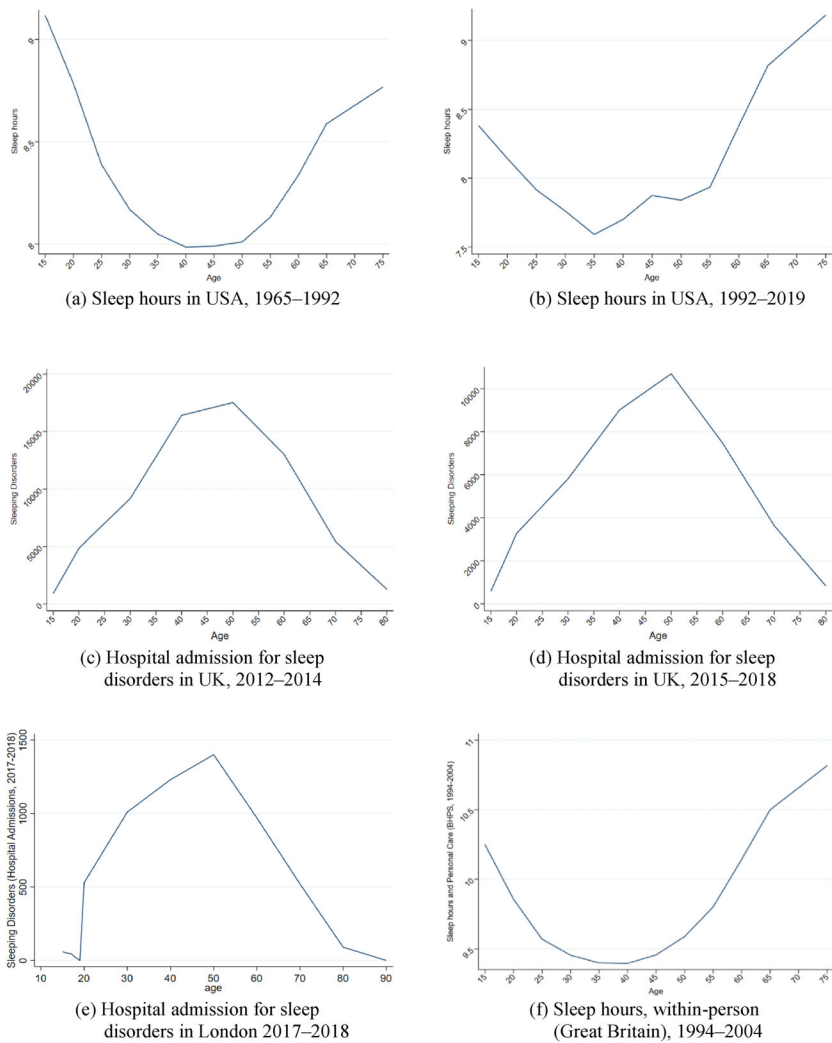 Sleep hours
9
8.5
8
15 20 25 30 35 40 45 50 55 60 65 70 75
Age
(a) Sleep hours in USA, 1965–1992
Sleep hours
9
8.5
8
7.5
15 20 25 30 35 40 45 50 55 60 65 70 75
Age
(b) Sleep hours in USA, 1992–2019
Sleeping Disorders
20000
15000
10000
5000
0
15 20 25 30 35 40 45 50 55 60 65 70 75 80
Age
(c) Hospital admission for sleep
disorders in UK, 2012–2014
Sleeping Disorders
10000
8000
6000
4000
2000
0
15 20 25 30 35 40 45 50 55 60 65 70 75 80
Age
(d) Hospital admission for sleep
disorders in UK, 2015–2018
Sleeping Disorders (Hospital Admissions, 2017-2018)
1500
1000
500
0
10 20 30 40 50 60 70 80 90
age
(e) Hospital admission for sleep
disorders in London 2017–2018
Sleep hours and Personal Care (BHPS, 1994-2004)
11
10.5
10
9.5
15 20 25 30 35 40 45 50 55 60 65 70 75
Age
(f) Sleep hours, within-person
(Great Britain), 1994–2004